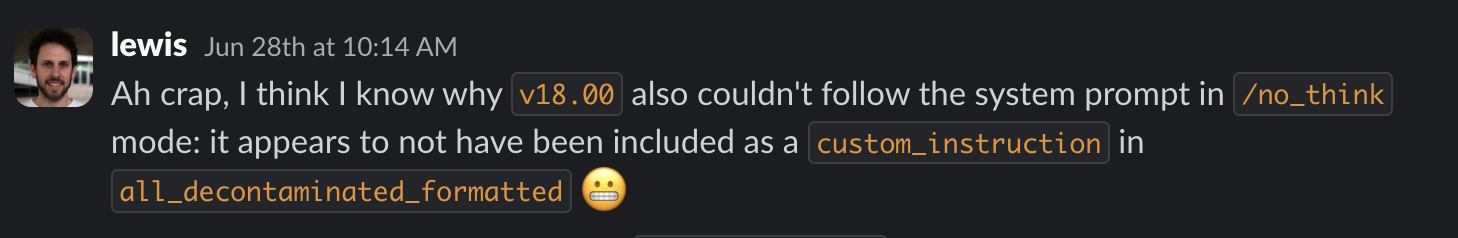 lewis Jun 28th at 10:14 AM
Ah crap, I think I know why v18.00 also couldn't follow the system prompt in /no_think
mode: it appears to not have been included as a custom_instruction in
all_decontaminated_formatted 😬